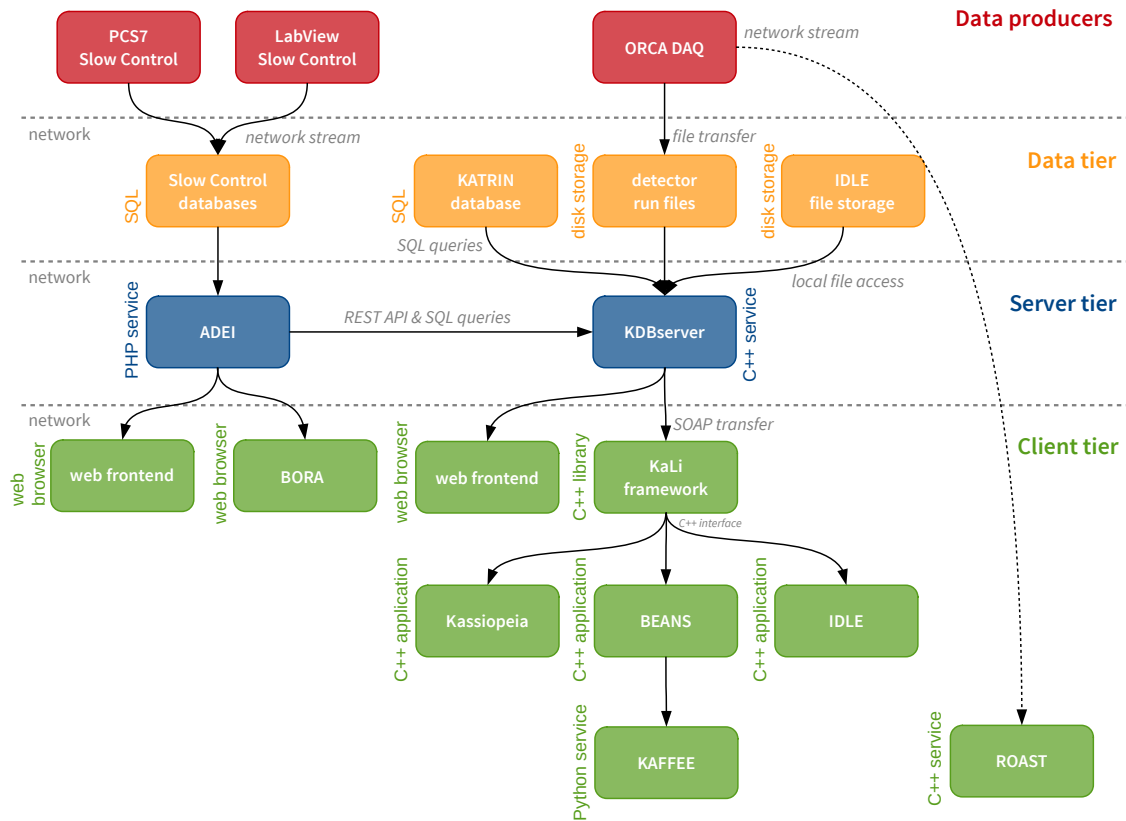 Data producers
PCS7
Slow Control
LabView
Slow Control
ORCA DAQ
network stream
network
network stream
file transfer
Data tier
SQL
Slow Control
databases
SQL
KATRIN
database
disk storage
detector
run files
disk storage
IDLE
file storage
SQL queries
network
local file access
Server tier
PHP service
ADEI
REST API & SQL queries
KDBserver
C++ service
network
SOAP transfer
Client tier
web
browser
web frontend
web browser
BORA
web browser
web frontend
C++ library
KaLi
framework
C++ interface
C++ application
Kassiopeia
C++ application
BEANS
C++ application
IDLE
Python service
KAFFEE
C++ service
ROAST